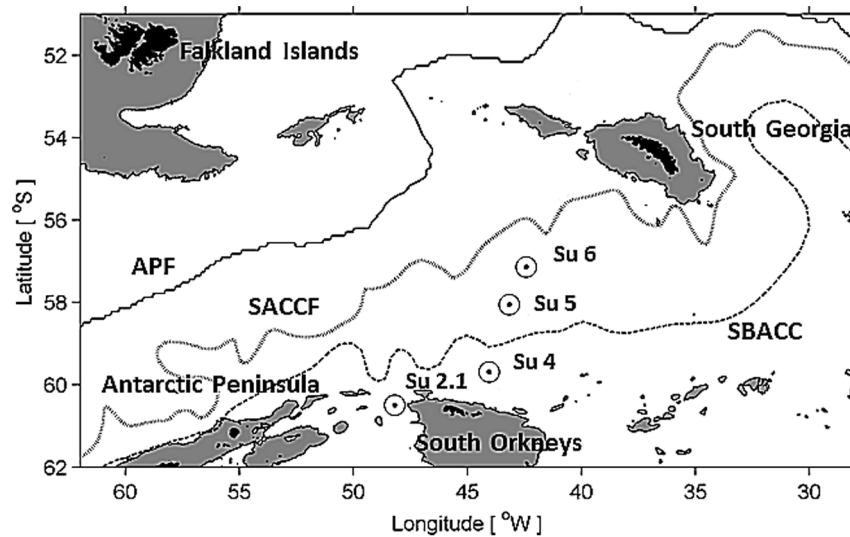 52
Falkland Islands
54
South Georgia
Latitude [ °S ]
56
APF
Su 6
58
SACCF
Su 5
SBACC
Su 4
60
Antarctic Peninsula
Su 2.1
South Orkneys
62
60
55
50
45
40
35
30
Longitude [ °W ]